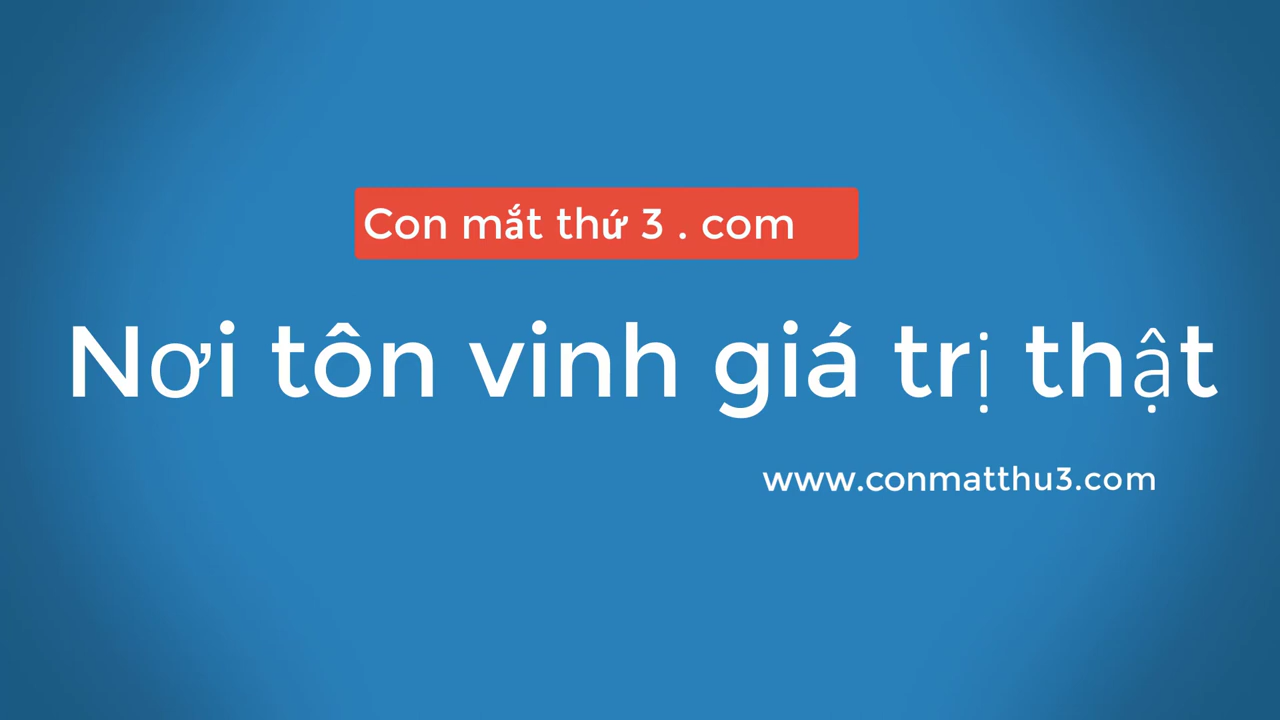 Con mắt thứ 3 . com
Nơi tôn vinh giá trị thật
www.conmatthu3.com